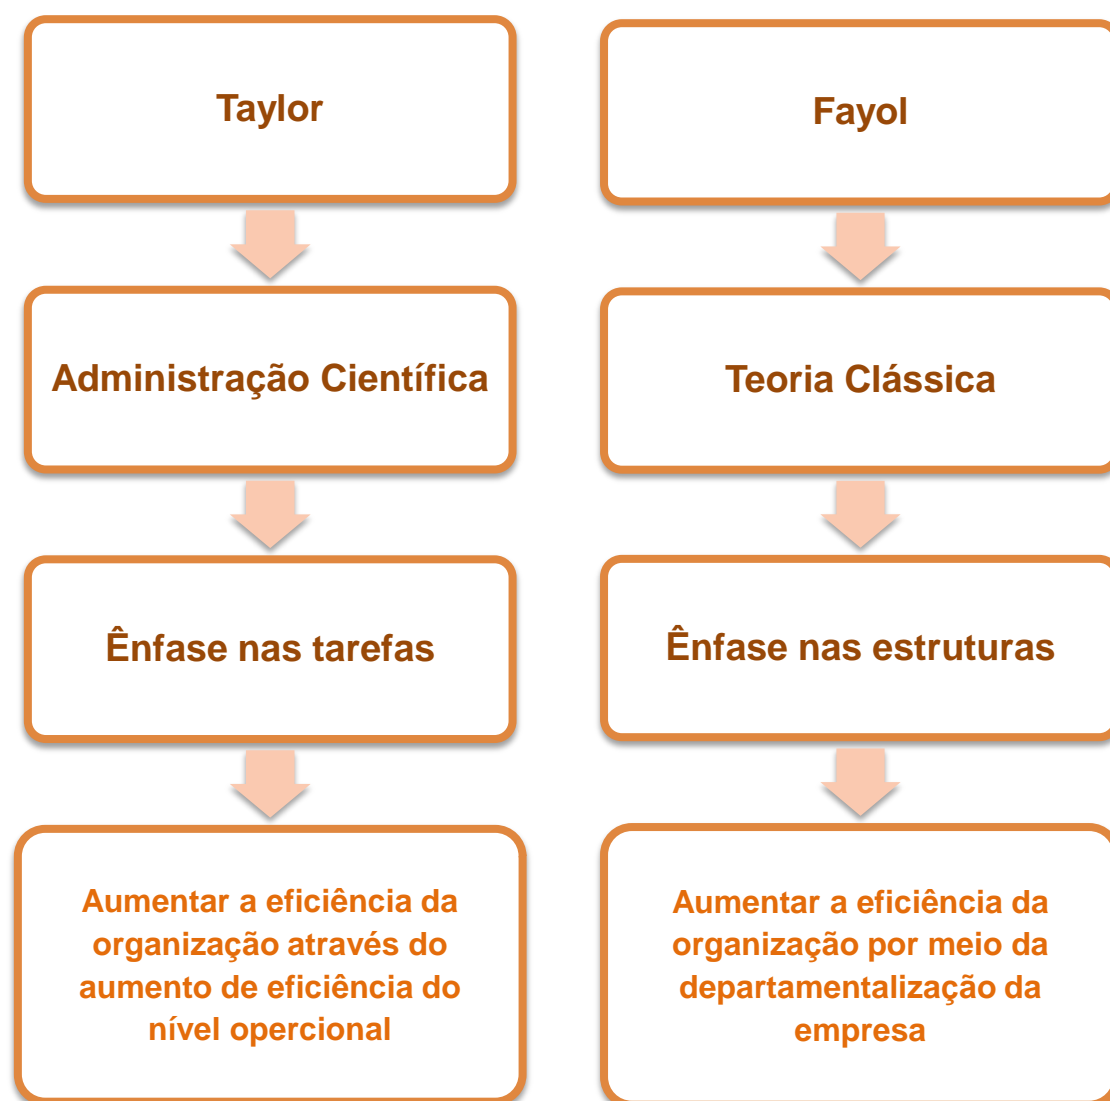 Taylor
Administração Científica
Ênfase nas tarefas
Aumentar a eficiência da
organização através do
aumento de eficiência do
nível opercional
Fayol
Teoria Clássica
Ênfase nas estruturas
Aumentar a eficiência da
organização por meio da
departamentalização da
empresa